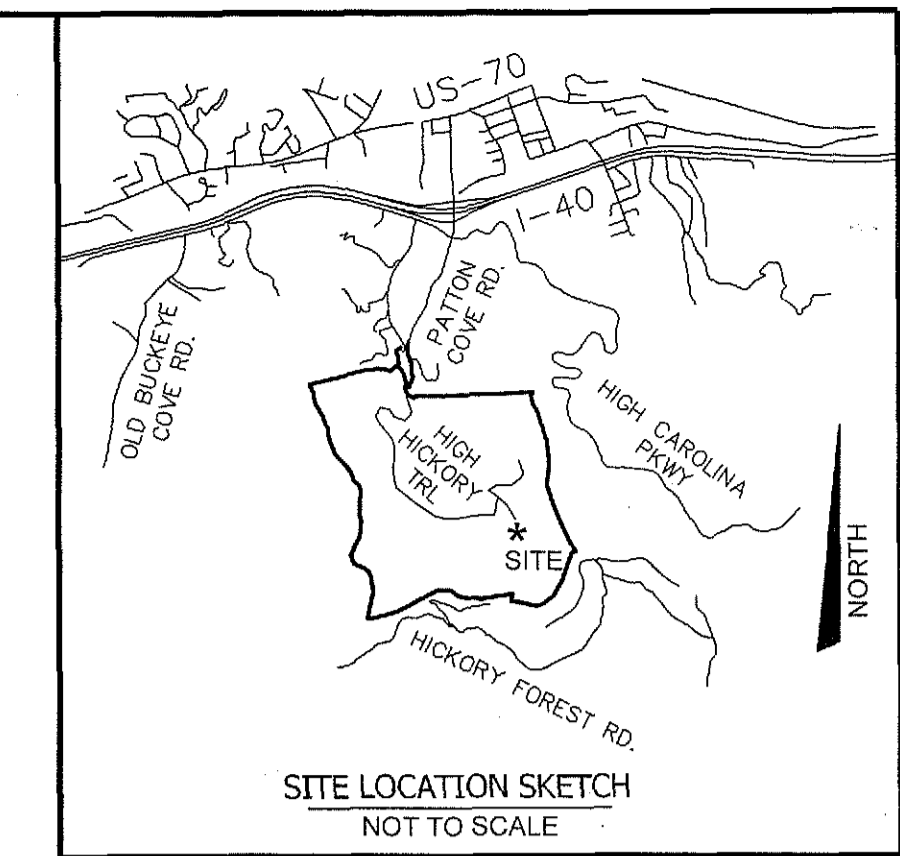 US-70
I-40
PATTON
COVE RD.
OLD BUCKEYE
COVE RD.
HIGH
HICKORY
TRL
HIGH CAROLINA
PKWY
* SITE
NORTH
HICKORY FOREST RD.
SITE LOCATION SKETCH
NOT TO SCALE